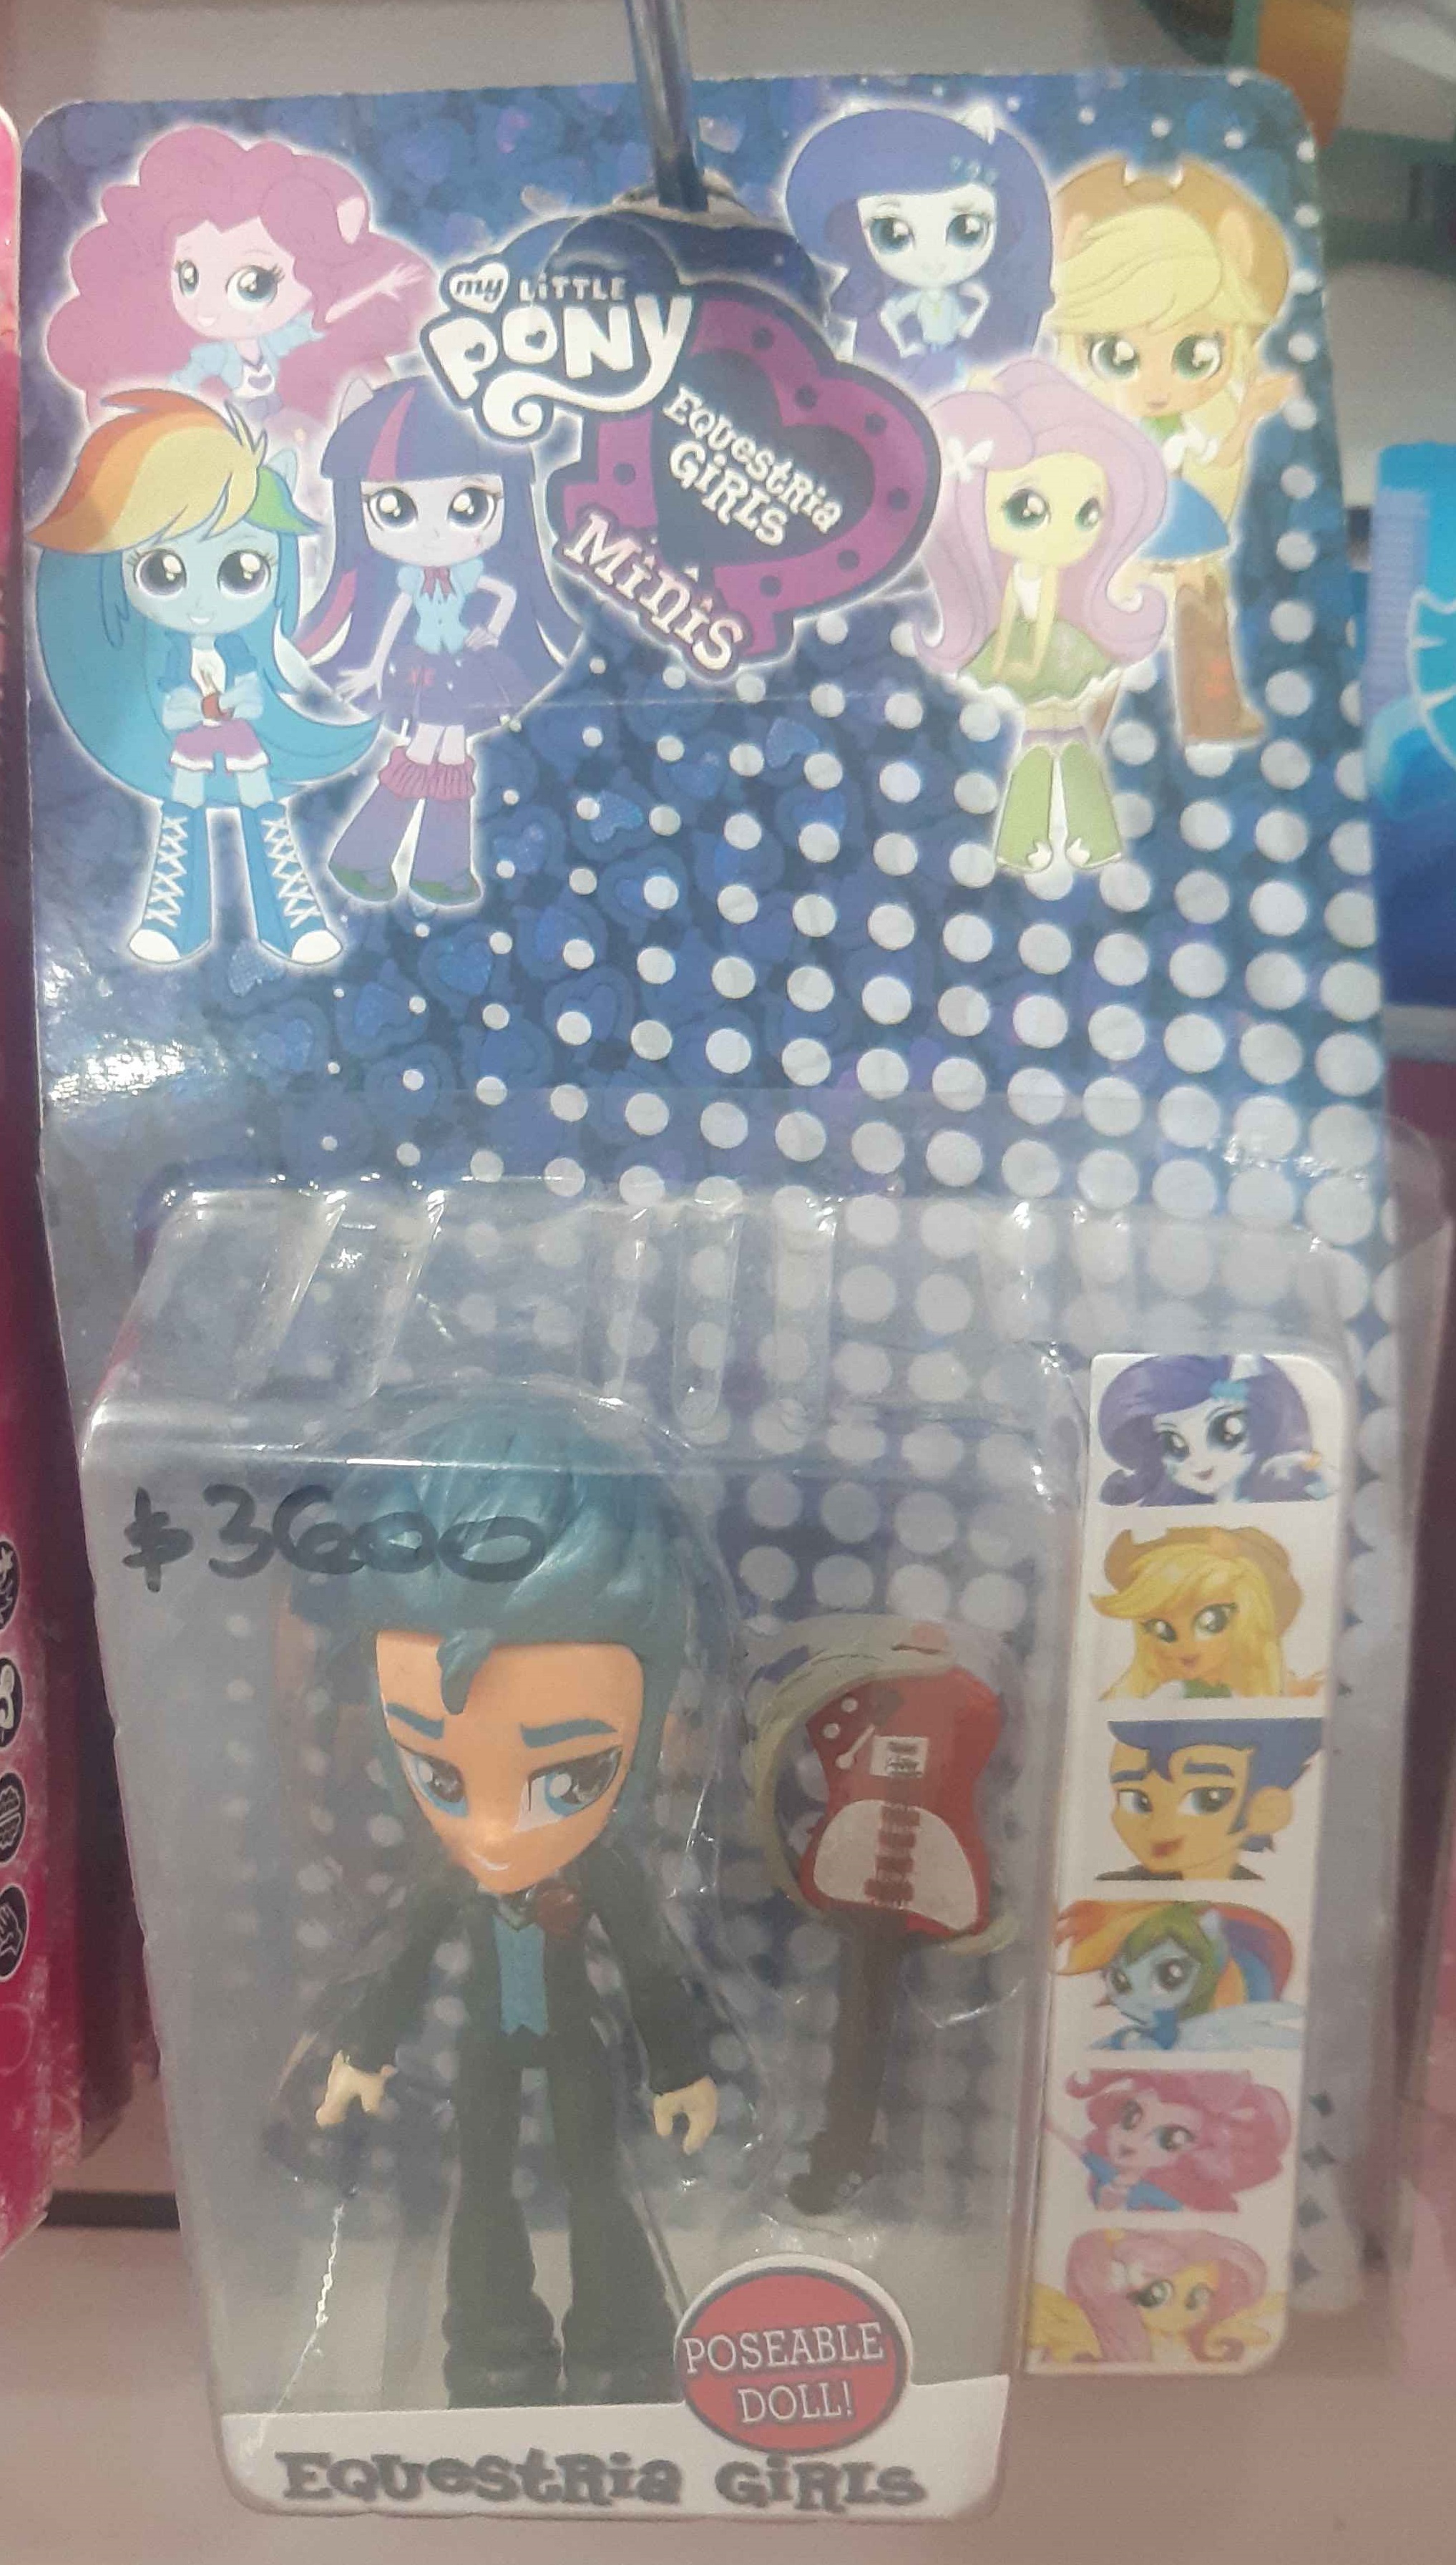 my LiTTLE
PONY
EQUestRia
GiRLS
Minis
$3600
POSEABLE
DOLL!
EQUestRia GiRLS